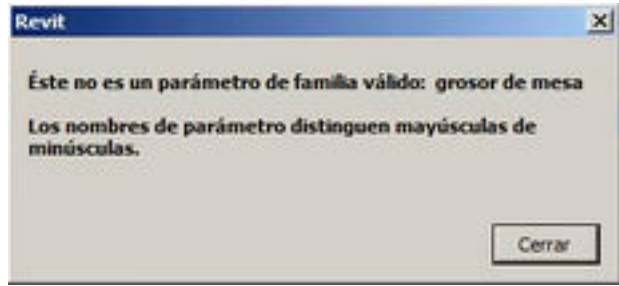 Revit
Éste no es un parámetro de familia válido: grosor de mesa
Los nombres de parámetro distinguen mayúsculas de
minúsculas.
Cerrar